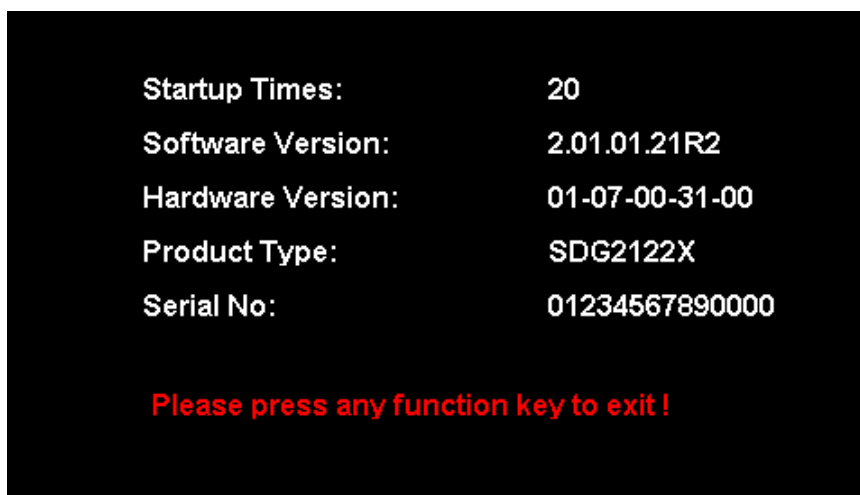 Startup Times: 20
Software Version: 2.01.01.21R2
Hardware Version: 01-07-00-31-00
Product Type: SDG2122X
Serial No: 01234567890000
Please press any function key to exit !